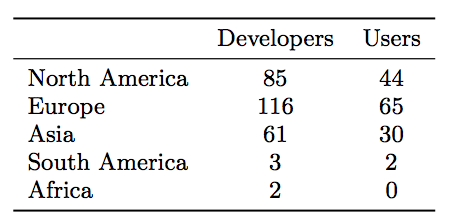 Developers Users
North America 85 44
Europe 116 65
Asia 61 30
South America 3 2
Africa 2 0